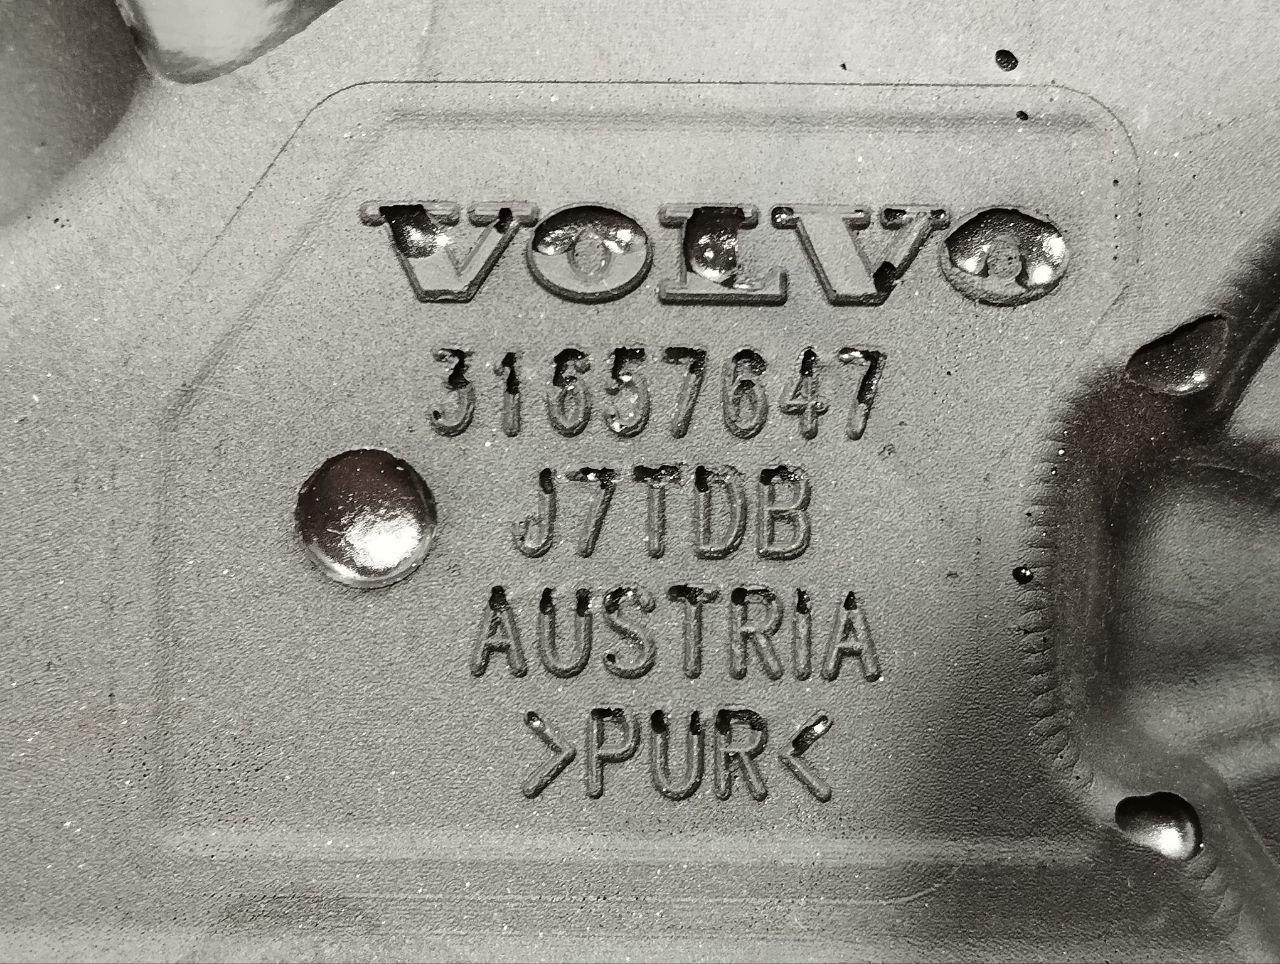 VOLVO
31657647
J7TDB
AUSTRIA
>PUR<